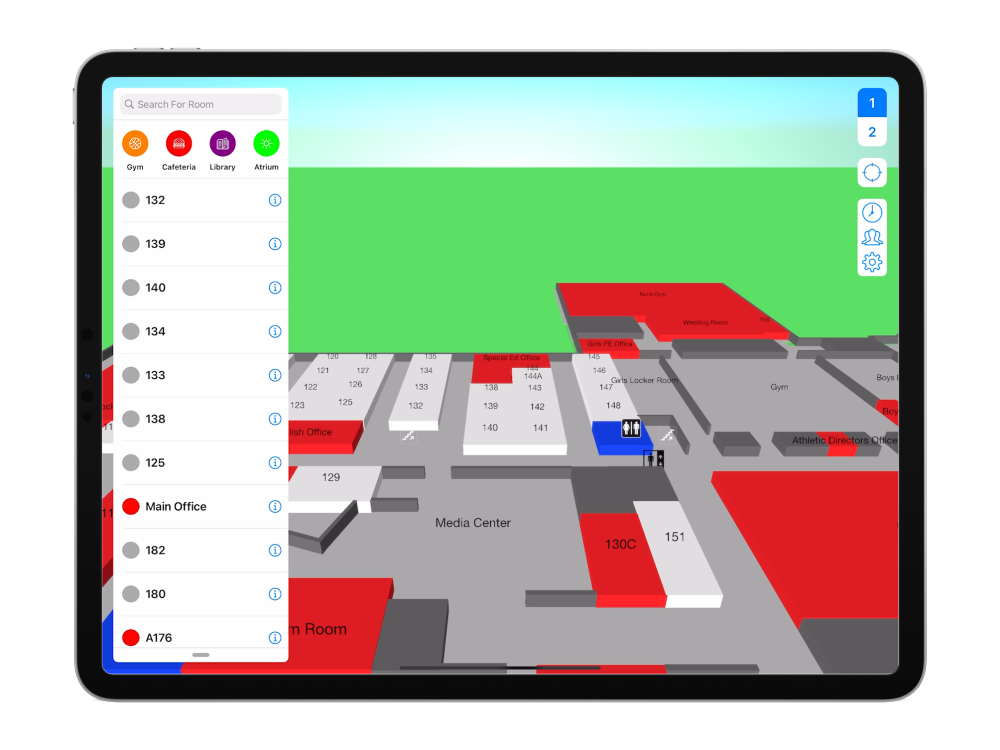 Search For Room
Gym
Cafeteria
Library
Atrium
132
139
140
134
133
138
125
Main Office
182
180
A176
1
2
North Gym
Wrestling Room
Girls PE Office
120
128
135
Special Ed Office
145
121
127
134
144
144A
146
Girls Locker Room
122
126
133
138
143
147
Gym
Boys L
123
125
132
139
142
148
Boy
lish Office
140
141
Athletic Directors Office
129
Media Center
130C
151
m Room